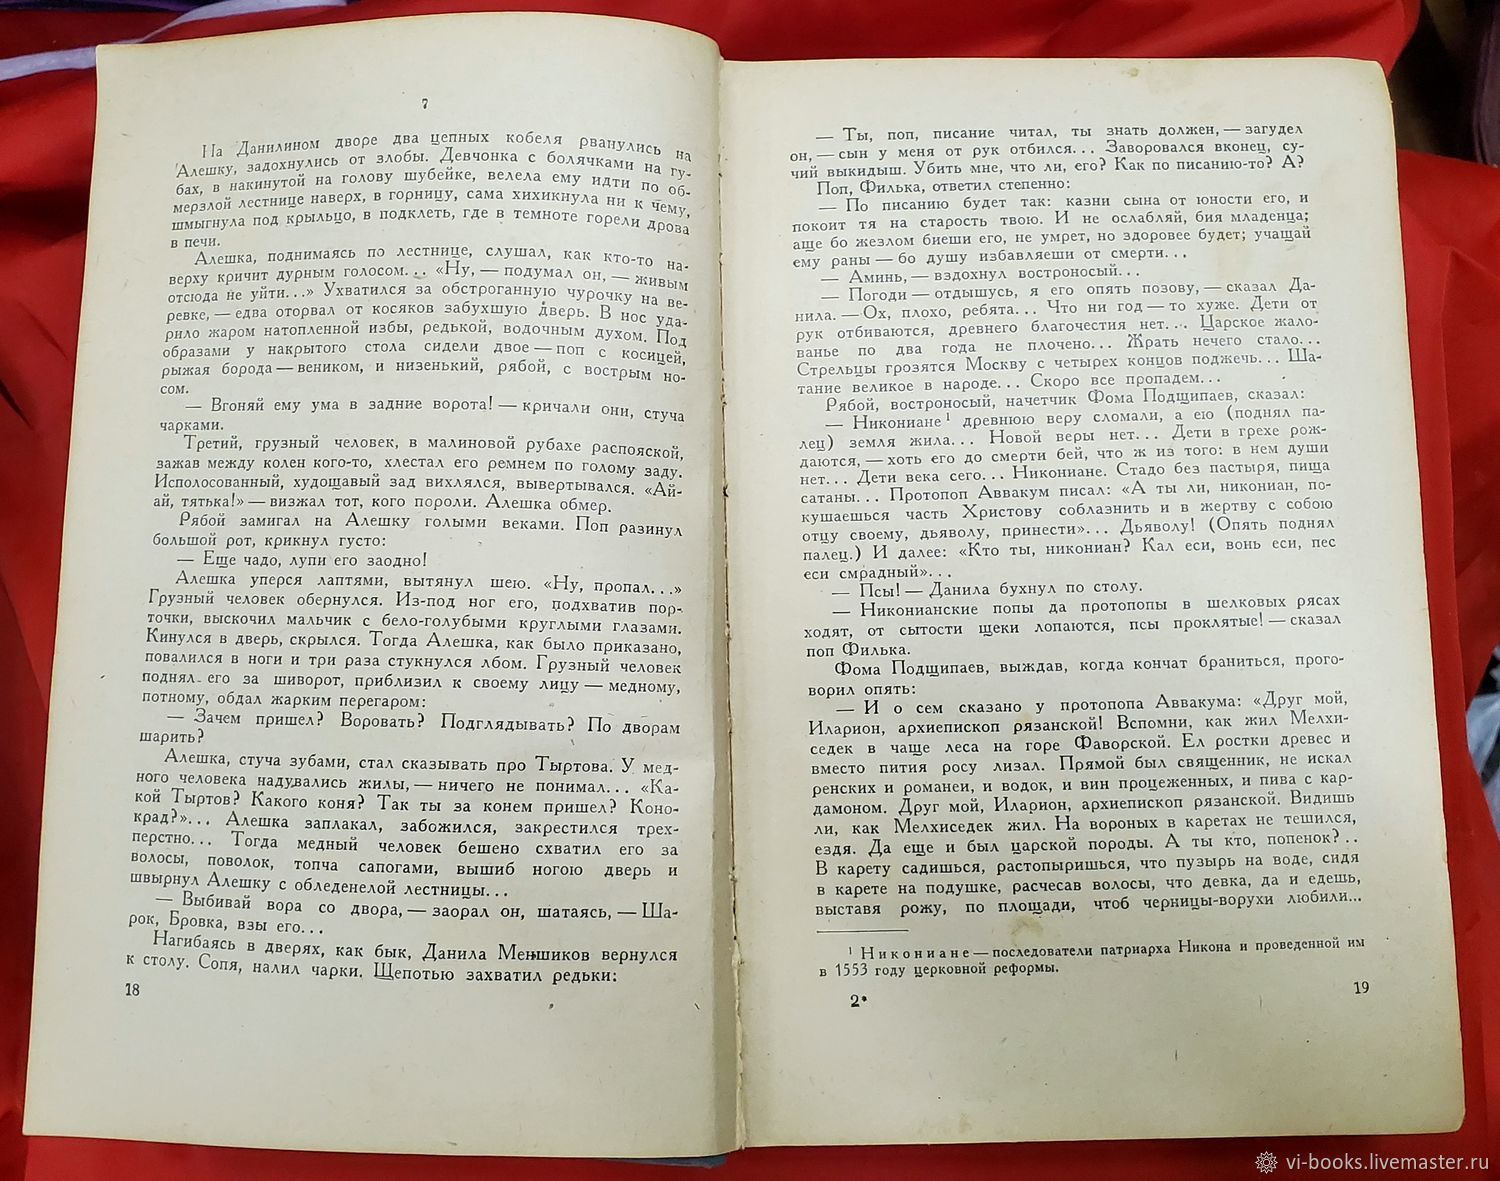 7
На Данилином дворе два цепных кобеля рванулись на
Алешку, задохнулись от злобы. Девчонка с болячками на гу-
бах, в накинутой на голову шубейке, велела ему идти по об-
мерзлой лестнице наверх, в горницу, сама хихикнула ни к чему,
шмыгнула под крыльцо, в подклеть, где в темноте горели дрова
в печи.
Алешка, поднимаясь по лестнице, слушал, как кто-то на-
верху кричит дурным голосом... «Ну, — подумал он, — живым
отсюда не уйти...» Ухватился за обстроганную чурочку на ве-
ревке, — едва оторвал от косяков забухшую дверь. В нос уда-
рило жаром натопленной избы, редькой, водочным духом. Под
образами у накрытого стола сидели двое — поп с косицей,
рыжая борода — веником, и низенький, рябой, с вострым но-
сом.
— Вгоняй ему ума в задние ворота! — кричали они, стуча
чарками.
Третий, грузный человек, в малиновой рубахе распояской,
зажав между колен кого-то, хлестал его ремнем по голому заду.
Исполосованный, худощавый зад вихлялся, вывертывался. «Ай-
ай, тятька!» — визжал тот, кого пороли. Алешка обмер.
Рябой замигал на Алешку голыми веками. Поп разинул
большой рот, крикнул густо:
— Еще чадо, лупи его заодно!
Алешка уперся лаптями, вытянул шею. «Ну, пропал...»
Грузный человек обернулся. Из-под ног его, подхватив пор-
точки, выскочил мальчик с бело-голубыми круглыми глазами.
Кинулся в дверь, скрылся. Тогда Алешка, как было приказано,
повалился в ноги и три раза стукнулся лбом. Грузный человек
поднял его за шиворот, приблизил к своему лицу — медному,
потному, обдал жарким перегаром:
— Зачем пришел? Воровать? Подглядывать? По дворам
шарить?
Алешка, стуча зубами, стал сказывать про Тыртова. У мед-
ного человека надувались жилы, — ничего не понимал... «Ка-
кой Тыртов? Какого коня? Так ты за конем пришел? Коно-
крад?»... Алешка заплакал, забожился, закрестился трех-
перстно... Тогда медный человек бешено схватил его за
волосы, поволок, топча сапогами, вышиб ногою дверь и
швырнул Алешку с обледенелой лестницы...
— Выбивай вора со двора, — заорал он, шатаясь, — Ша-
рок, Бровка, взы его...
Нагибаясь в дверях, как бык, Данила Меншиков вернулся
к столу. Сопя, налил чарки. Щепотью захватил редьки:
18
— Ты, поп, писание читал, ты знать должен, — загудел
он, — сын у меня от рук отбился... Заворовался вконец, су-
чий выкидыш. Убить мне, что ли, его? Как по писанию-то? А?
Поп, Филька, ответил степенно:
— По писанию будет так: казни сына от юности его, и
покоит тя на старость твою. И не ослабляй, бия младенца;
аще бо жезлом биеши его, не умрет, но здоровее будет; учащай
ему раны — бо душу избавляеши от смерти...
— Аминь, — вздохнул востроносый...
— Погоди — отдышусь, я его опять позову, — сказал Да-
нила. — Ох, плохо, ребята... Что ни год — то хуже. Дети от
рук отбиваются, древнего благочестия нет... Царское жало-
ванье по два года не плочено... Жрать нечего стало...
Стрельцы грозятся Москву с четырех концов поджечь... Ша-
тание великое в народе... Скоро все пропадем...
Рябой, востроносый, начетчик Фома Подщипаев, сказал:
— Никониане¹ древнюю веру сломали, а ею (поднял па-
лец) земля жила... Новой веры нет... Дети в грехе рож-
даются, — хоть его до смерти бей, что ж из того: в нем души
нет... Дети века сего... Никониане. Стадо без пастыря, пища
сатаны... Протопоп Аввакум писал: «А ты ли, никониан, по-
кушаешься часть Христову соблазнить и в жертву с собою
отцу своему, дьяволу, принести»... Дьяволу! (Опять поднял
палец.) И далее: «Кто ты, никониан? Кал еси, вонь еси, пес
еси смрадный»...
— Псы! — Данила бухнул по столу.
— Никонианские попы да протопопы в шелковых рясах
ходят, от сытости щеки лопаются, псы проклятые! — сказал
поп Филька.
Фома Подщипаев, выждав, когда кончат браниться, прого-
ворил опять:
— И о сем сказано у протопопа Аввакума: «Друг мой,
Иларион, архиепископ рязанской! Вспомни, как жил Мелхи-
седек в чаще леса на горе Фаворской. Ел ростки древес и
вместо пития росу лизал. Прямой был священник, не искал
ренских и романеи, и водок, и вин процеженных, и пива с кар-
дамоном. Друг мой, Иларион, архиепископ рязанской. Видишь
ли, как Мелхиседек жил. На вороных в каретах не тешился,
ездя. Да еще и был царской породы. А ты кто, попенок?..
В карету садишься, растопыришься, что пузырь на воде, сидя
в карете на подушке, расчесав волосы, что девка, да и едешь,
выставя рожу, по площади, чтоб черницы-ворухи любили...
¹ Никониане — последователи патриарха Никона и проведенной им
в 1553 году церковной реформы.
2*
19
vi-books.livemaster.ru